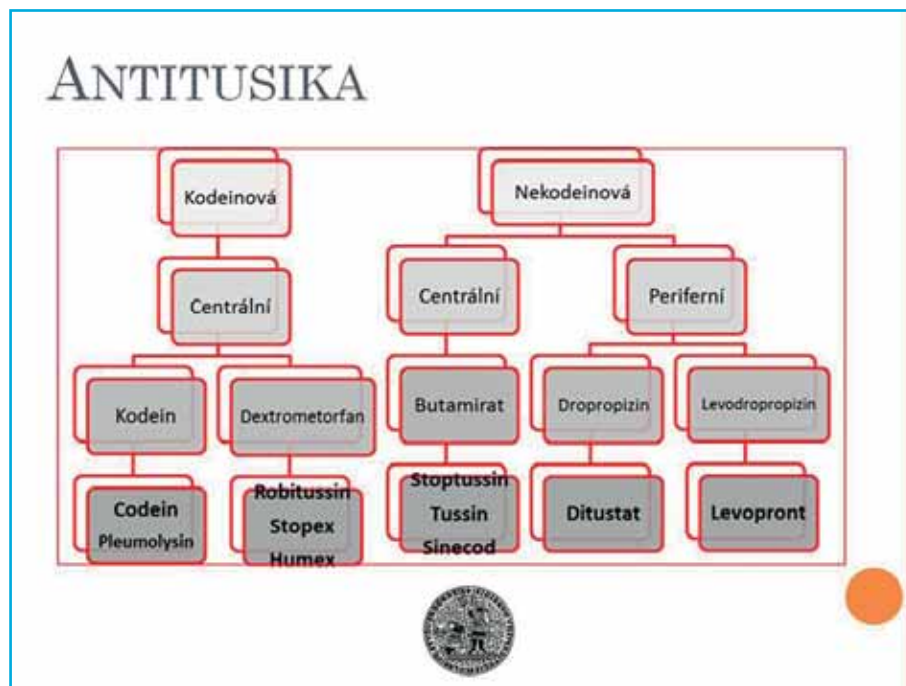 ANTITUSIKA
Kodeinová
Nekodeinová
Centrální
Centrální
Periferní
Kodein
Dextrometorfan
Butamirat
Dropropizin
Levodropropizin
Codein
Pleumolysin
Robitussin
Stopex
Humex
Stoptussin
Tussin
Sinecod
Ditustat
Levopront